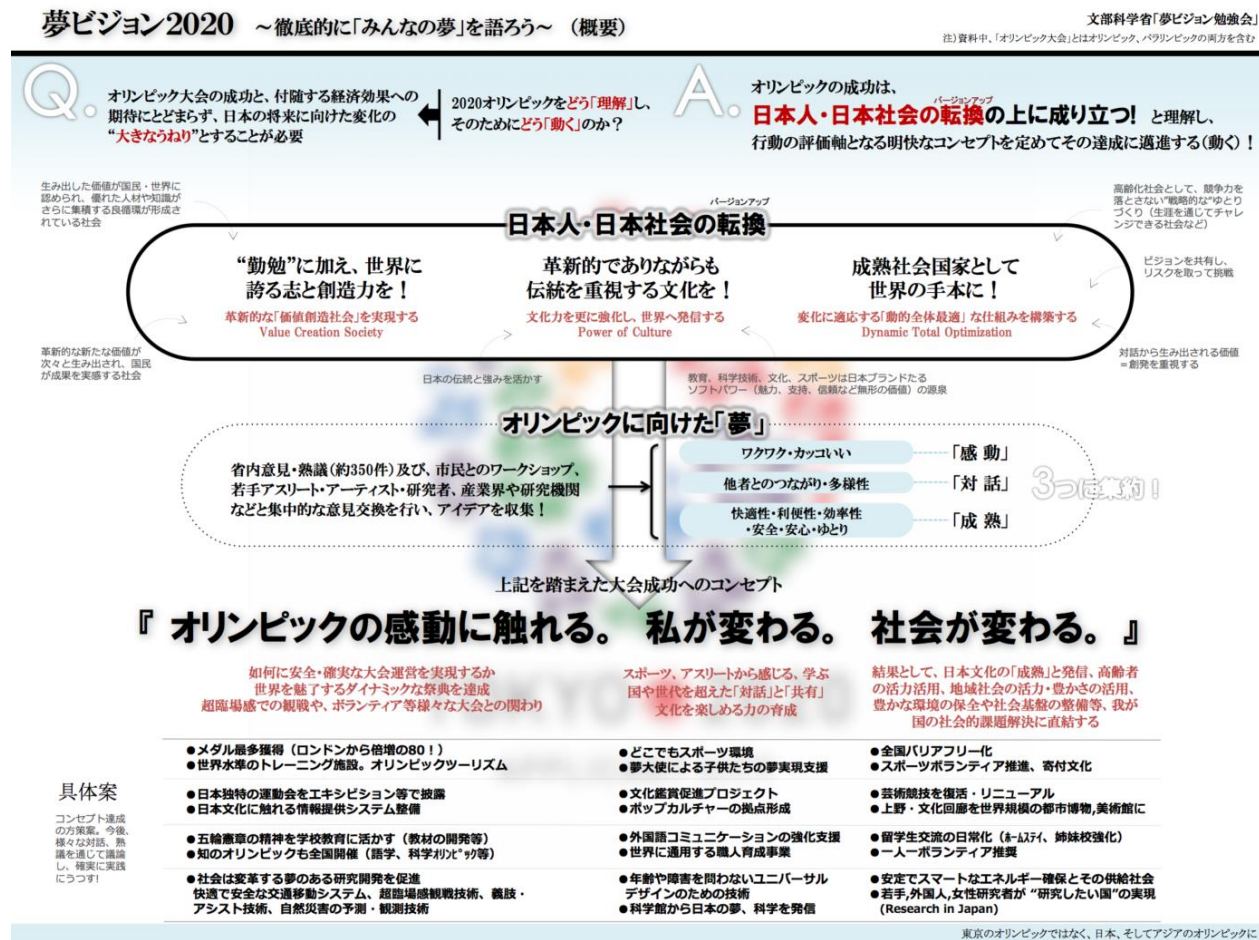 夢ビジョン2020 ～徹底的に「みんなの夢」を語ろう～ （概要）
文部科学省「夢ビジョン勉強会」
注）資料中、「オリンピック大会」とはオリンピック、パラリンピックの両方を含む
Q.
オリンピック大会の成功と、付随する経済効果への
期待にとどまらず、日本の将来に向けた変化の
“大きなうねり”とすることが必要
2020オリンピックをどう「理解」し、
そのためにどう「動く」のか？
A.
オリンピックの成功は、
バージョンアップ
日本人・日本社会の転換の上に成り立つ! と理解し、
行動の評価軸となる明快なコンセプトを定めてその達成に邁進する（動く）！
生み出した価値が国民・世界に
認められ、優れた人材や知識が
さらに集積する良循環が形成さ
れている社会
高齢化社会として、競争力を
落とさない”戦略的な”ゆとり
づくり（生涯を通じてチャレ
ンジできる社会など）
バージョンアップ
日本人・日本社会の転換
“勤勉”に加え、世界に
誇る志と創造力を！
革新的な「価値創造社会」を実現する
Value Creation Society
革新的でありながらも
伝統を重視する文化を！
文化力を更に強化し、世界へ発信する
Power of Culture
成熟社会国家として
世界の手本に！
変化に適応する「動的全体最適」な仕組みを構築する
Dynamic Total Optimization
ビジョンを共有し、
リスクを取って挑戦
革新的な新たな価値が
次々と生み出され、国民
が成果を実感する社会
日本の伝統と強みを活かす
教育、科学技術、文化、スポーツは日本ブランドたる
ソフトパワー（魅力、支持、信頼など無形の価値）の源泉
対話から生み出される価値
＝創発を重視する
オリンピックに向けた「夢」
省内意見・熟議（約350件）及び、市民とのワークショップ、
若手アスリート・アーティスト・研究者、産業界や研究機関
などと集中的な意見交換を行い、アイデアを収集！
ワクワク・カッコいい
「感 動」
他者とのつながり・多様性
「対 話」
快適性・利便性・効率性
・安全・安心・ゆとり
「成 熟」
3つに集約！
上記を踏まえた大会成功へのコンセプト
『 オリンピックの感動に触れる。 私が変わる。 社会が変わる。』
如何に安全・確実な大会運営を実現するか
世界を魅了するダイナミックな祭典を達成
超臨場感での観戦や、ボランティア等様々な大会との関わり
スポーツ、アスリートから感じる、学ぶ
国や世代を超えた「対話」と「共有」
文化を楽しめる力の育成
結果として、日本文化の「成熟」と発信、高齢者
の活力活用、地域社会の活力・豊かさの活用、
豊かな環境の保全や社会基盤の整備等、我が
国の社会的課題解決に直結する
具体案
コンセプト達成
の方策案。今後、
様々な対話、熟
議を通じて議論
し、確実に実践
にうつす!
●メダル最多獲得（ロンドンから倍増の80！）
●世界水準のトレーニング施設。オリンピックツーリズム
●どこでもスポーツ環境
●夢大使による子供たちの夢実現支援
●全国バリアフリー化
●スポーツボランティア推進、寄付文化
●日本独特の運動会をエキシビション等で披露
●日本文化に触れる情報提供システム整備
●文化鑑賞促進プロジェクト
●ポップカルチャーの拠点形成
●芸術競技を復活・リニューアル
●上野・文化回廊を世界規模の都市博物,美術館に
●五輪憲章の精神を学校教育に活かす（教材の開発等）
●知のオリンピックも全国開催（語学、科学ｵﾘﾝﾋﾟｯｸ等）
●外国語コミュニケーションの強化支援
●世界に通用する職人育成事業
●留学生交流の日常化（ﾎｰﾑｽﾃｲ、姉妹校強化）
●一人一ボランティア推奨
●社会は変革する夢のある研究開発を促進
快適で安全な交通移動システム、超臨場感観戦技術、義肢・
アシスト技術、自然災害の予測・観測技術
●年齢や障害を問わないユニバーサル
デザインのための技術
●科学館から日本の夢、科学を発信
●安定でスマートなエネルギー確保とその供給社会
●若手,外国人,女性研究者が “研究したい国”の実現
(Research in Japan)
東京のオリンピックではなく、日本、そしてアジアのオリンピックに